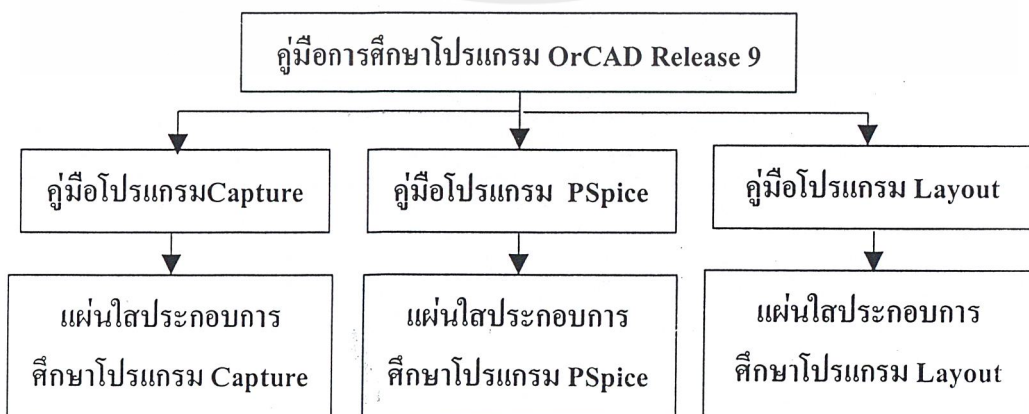 คู่มือการศึกษาโปรแกรม OrCAD Release 9
คู่มือโปรแกรมCapture
คู่มือโปรแกรม PSpice
คู่มือโปรแกรม Layout
แผ่นใสประกอบการ
ศึกษาโปรแกรม Capture
แผ่นใสประกอบการ
ศึกษาโปรแกรม PSpice
แผ่นใสประกอบการ
ศึกษาโปรแกรม Layout